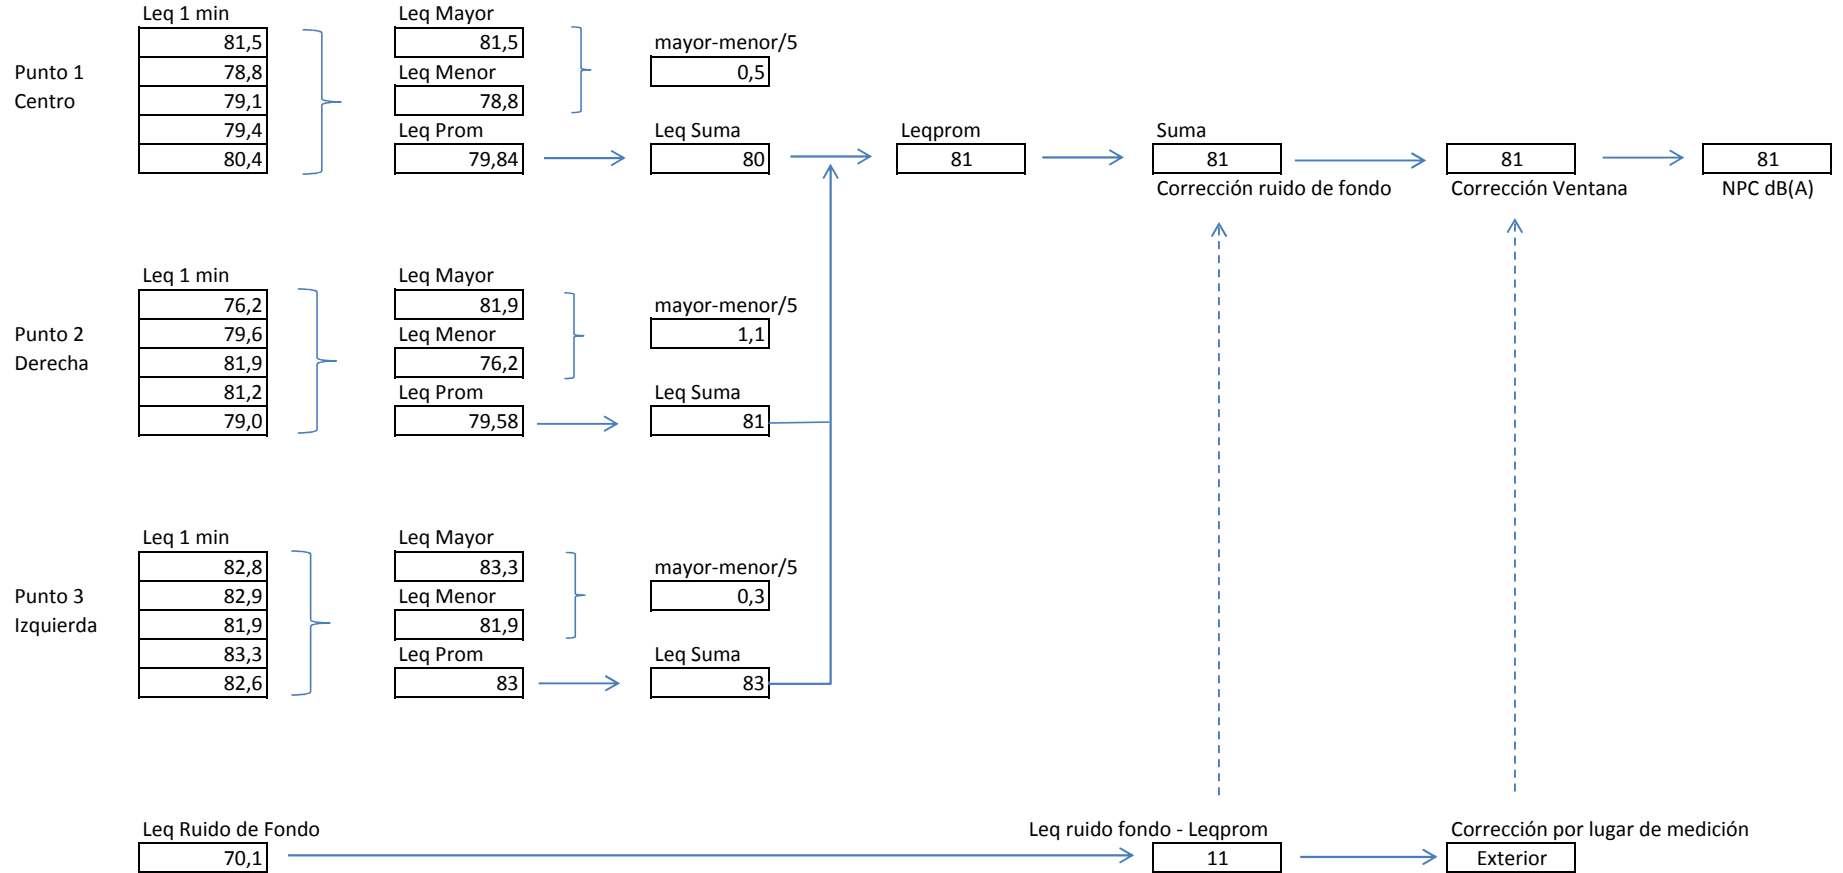 Leq 1 min
Leq Mayor
81,5
81,5
mayor-menor/5
Punto 1
78,8
Leq Menor
0,5
Centro
79,1
78,8
79,4
Leq Prom
Leq Suma
Leqprom
Suma
80,4
79,84
80
81
81
81
81
Corrección ruido de fondo
Corrección Ventana
NPC dB(A)
Leq 1 min
Leq Mayor
76,2
81,9
mayor-menor/5
Punto 2
79,6
Leq Menor
1,1
Derecha
81,9
76,2
81,2
Leq Prom
Leq Suma
79,0
79,58
81
Leq 1 min
Leq Mayor
82,8
83,3
mayor-menor/5
Punto 3
82,9
Leq Menor
0,3
Izquierda
81,9
81,9
83,3
Leq Prom
Leq Suma
82,6
83
83
Leq Ruido de Fondo
Leq ruido fondo - Leqprom
Corrección por lugar de medición
70,1
11
Exterior